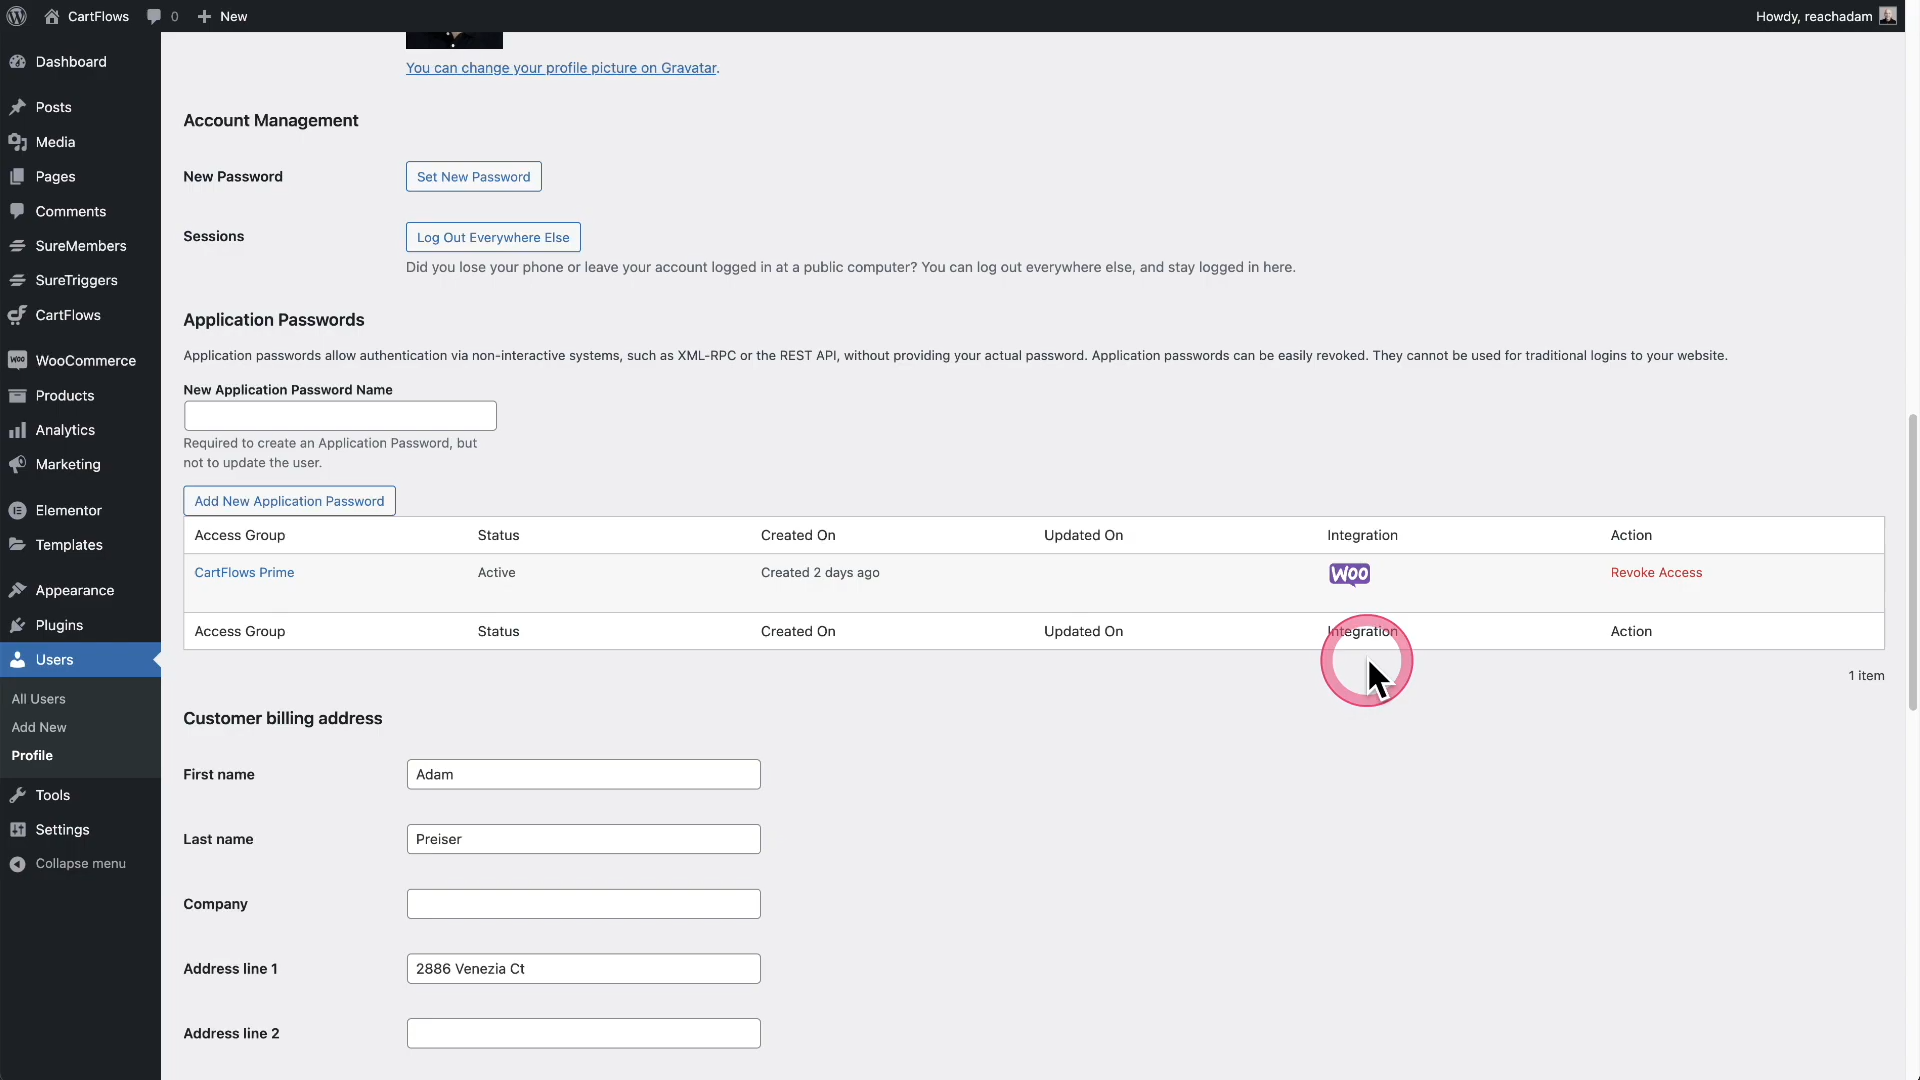 CartFlows
0
New
Howdy, reachadam
Dashboard
Posts
Media
Pages
Comments
SureMembers
SureTriggers
CartFlows
WooCommerce
Products
Analytics
Marketing
Elementor
Templates
Appearance
Plugins
Users
All Users
Add New
Profile
Tools
Settings
Collapse menu
You can change your profile picture on Gravatar.
Account Management
New Password
Set New Password
Sessions
Log Out Everywhere Else
Did you lose your phone or leave your account logged in at a public computer? You can log out everywhere else, and stay logged in here.
Application Passwords
Application passwords allow authentication via non-interactive systems, such as XML-RPC or the REST API, without providing your actual password. Application passwords can be easily revoked. They cannot be used for traditional logins to your website.
New Application Password Name
Required to create an Application Password, but
not to update the user.
Add New Application Password
Access Group Status Created On Updated On Integration Action
CartFlows Prime Active Created 2 days ago WOO Revoke Access
Access Group Status Created On Updated On Integration Action
1 item
Customer billing address
First name Adam
Last name Preiser
Company
Address line 1 2886 Venezia Ct
Address line 2